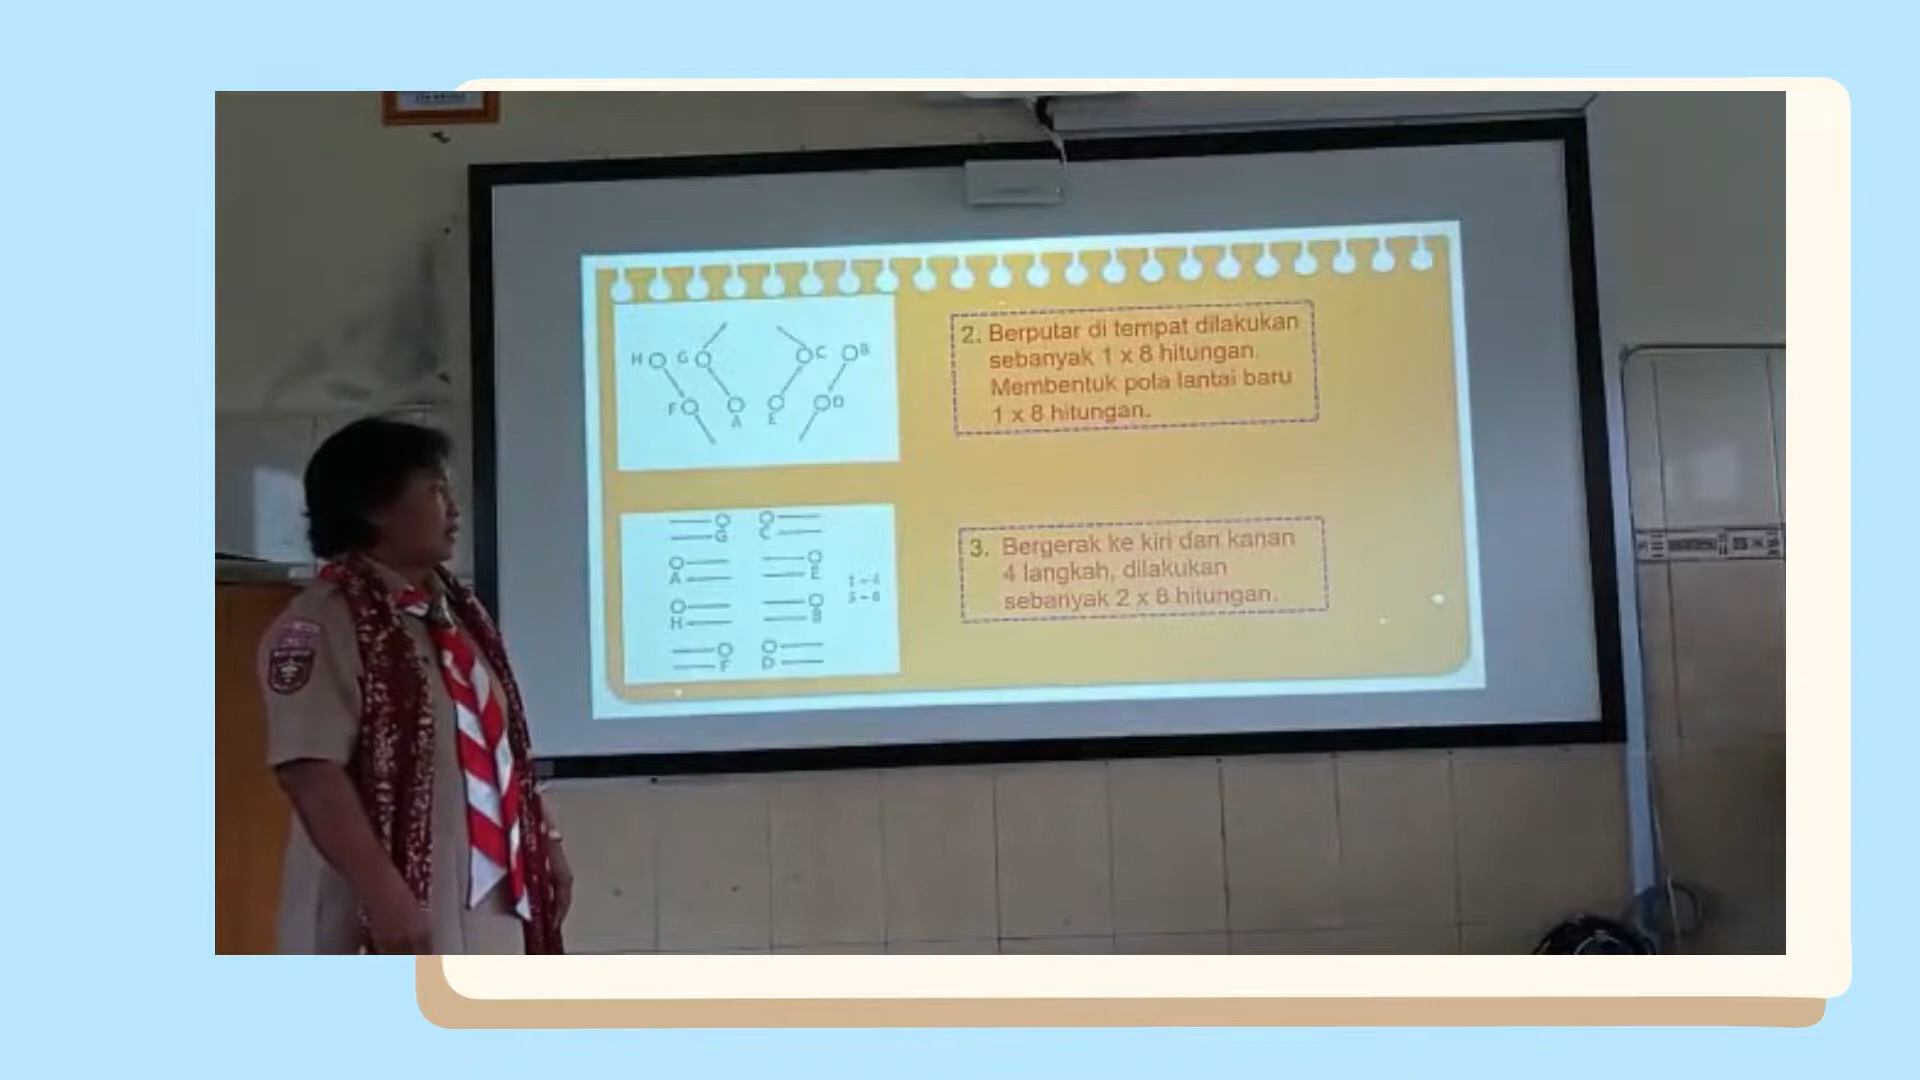 H G C B
F A E D
2. Berputar di tempat dilakukan
sebanyak 1 x 8 hitungan.
Membentuk pola lantai baru
1 x 8 hitungan.
G C
A E
H B
F D
1 - 4
5 - 8
3. Bergerak ke kiri dan kanan
4 langkah, dilakukan
sebanyak 2 x 8 hitungan.